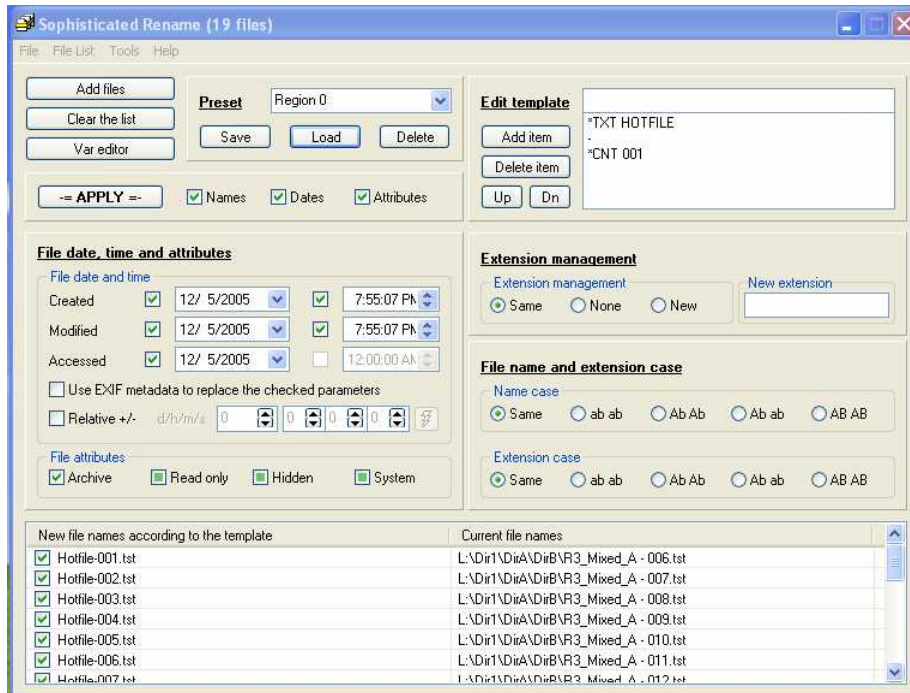 Sophisticated Rename (19 files)
File File List Tools Help
Add files
Clear the list
Var editor
Preset Region 0
Save Load Delete
Edit template
Add item
Delete item
Up Dn
*TXT HOTFILE
-
*CNT 001
-= APPLY =- Names Dates Attributes
File date, time and attributes
File date and time
Created 12/ 5/2005 7:55:07 PM
Modified 12/ 5/2005 7:55:07 PM
Accessed 12/ 5/2005 12:00:00 AM
Use EXIF metadata to replace the checked parameters
Relative +/- d/h/m/s 0 0 0 0
File attributes
Archive Read only Hidden System
Extension management
Extension management
Same None New
New extension
File name and extension case
Name case
Same ab ab Ab Ab Ab ab AB AB
Extension case
Same ab ab Ab Ab Ab ab AB AB
New file names according to the template Current file names
Hotfile-001.tst L:\Dir1\DirA\DirB\R3_Mixed_A - 006.tst
Hotfile-002.tst L:\Dir1\DirA\DirB\R3_Mixed_A - 007.tst
Hotfile-003.tst L:\Dir1\DirA\DirB\R3_Mixed_A - 008.tst
Hotfile-004.tst L:\Dir1\DirA\DirB\R3_Mixed_A - 009.tst
Hotfile-005.tst L:\Dir1\DirA\DirB\R3_Mixed_A - 010.tst
Hotfile-006.tst L:\Dir1\DirA\DirB\R3_Mixed_A - 011.tst
Hotfile-007.tst L:\Dir1\DirA\DirB\R3_Mixed_A - 012.tst